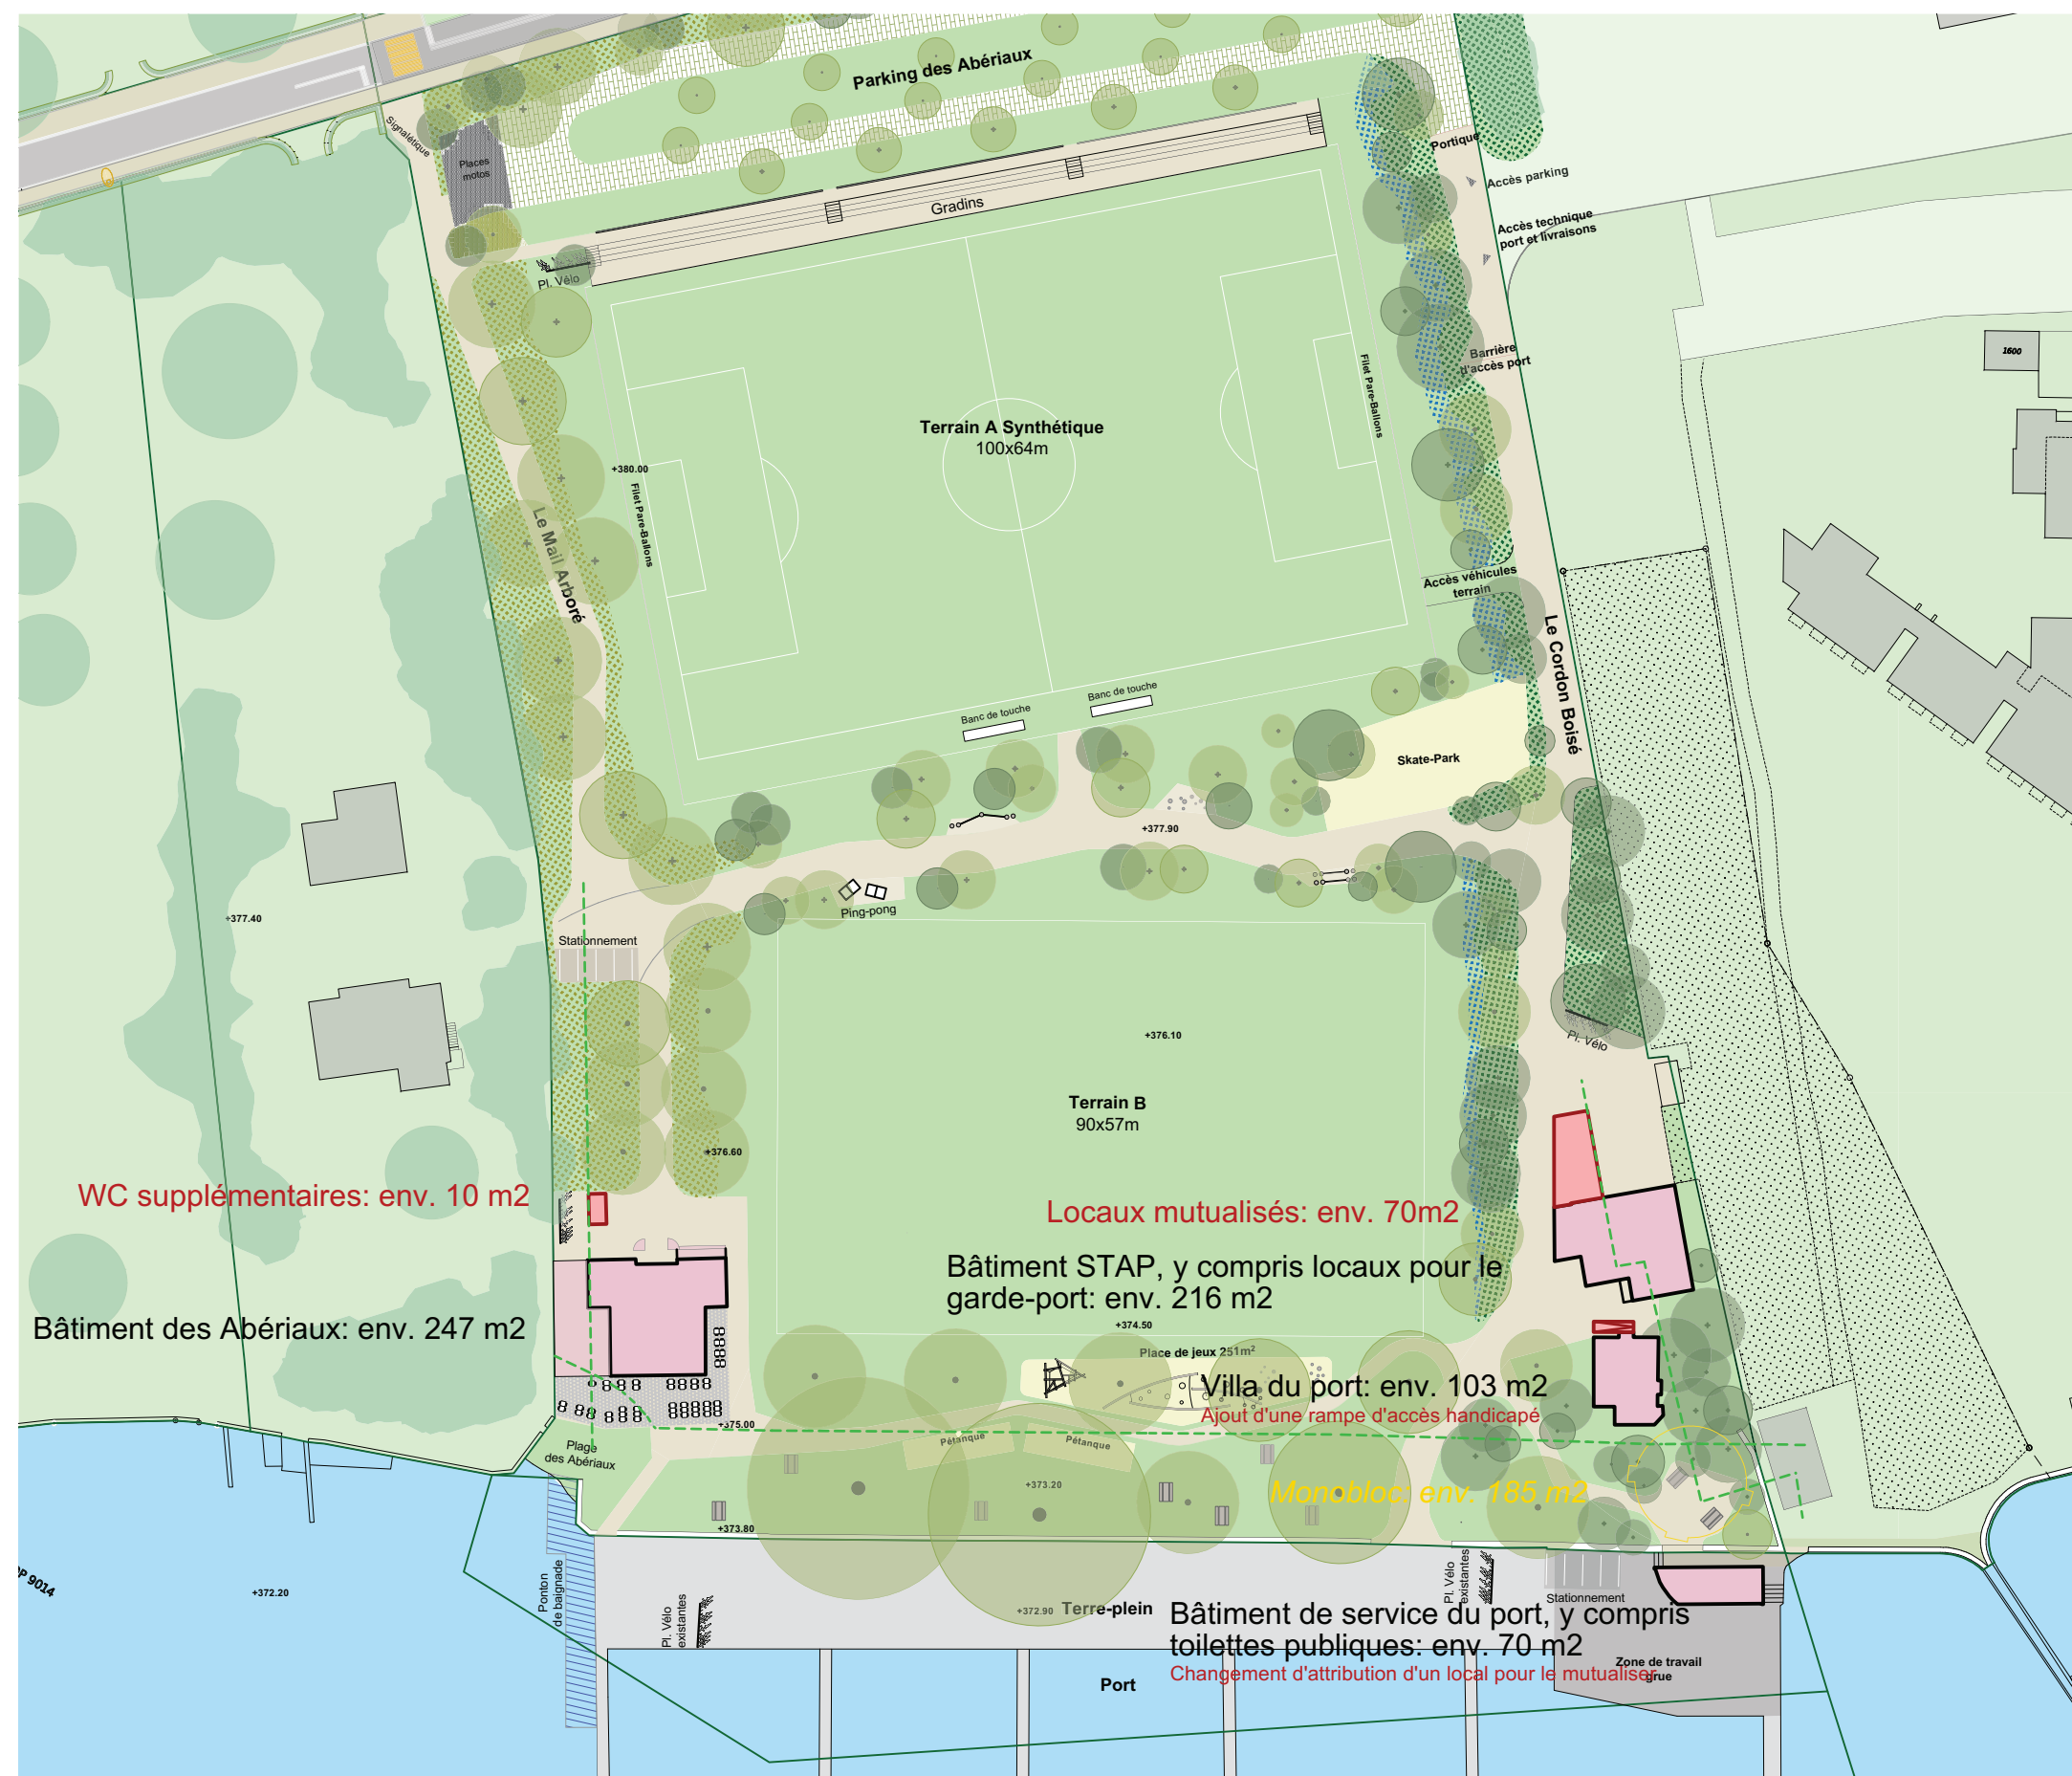 Parking des Abériaux
Signalétique
Places
motos
Portique
Accès parking
Gradins
Accès technique
port et livraisons
Pl. Vélo
Barrière
d'accès port
1600
Filet Pare-Ballons
Terrain A Synthétique
100x64m
+380.00
Filet Pare-Ballons
Le Mail Arboré
Accès véhicules
terrain
Le Cordon Boisé
Banc de touche
Banc de touche
Skate-Park
+377.90
Ping-pong
+377.40
Stationnement
+376.10
Pl. Vélo
Terrain B
90x57m
+376.60
WC supplémentaires: env. 10 m2
Locaux mutualisés: env. 70m2
Bâtiment STAP, y compris locaux pour le
garde-port: env. 216 m2
Bâtiment des Abériaux: env. 247 m2
+374.50
Place de jeux 251m²
Villa du port: env. 103 m2
Ajout d'une rampe d'accès handicapé
+375.00
Pétanque
Pétanque
Plage
des Abériaux
+373.20
Monobloc: env. 185 m2
+373.80
DP 9014
+372.20
Ponton
de baignade
Pl. Vélo
existantes
+372.90
Terre-plein
Pl. Vélo
existantes
Stationnement
Bâtiment de service du port, y compris
toilettes publiques: env. 70 m2
Changement d'attribution d'un local pour le mutualiser
Zone de travail
grue
Port